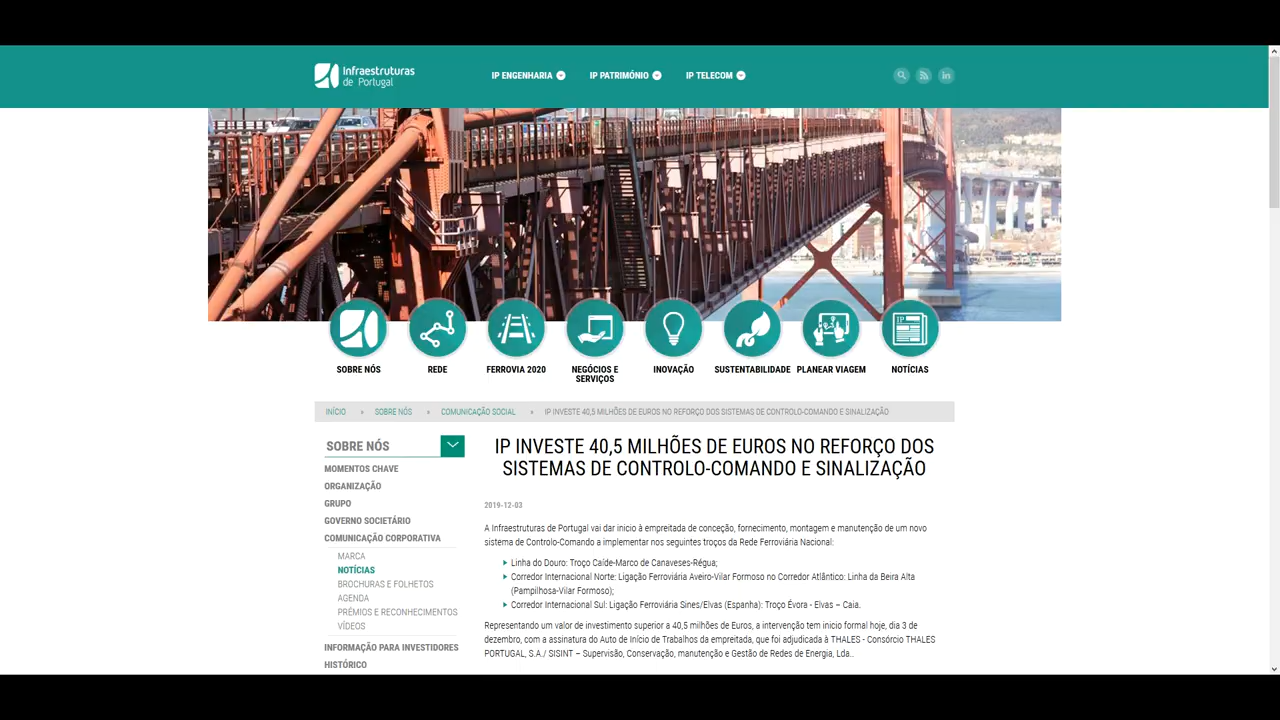 infraestruturas
de Portugal
IP ENGENHARIA
IP PATRIMÓNIO
IP TELECOM
in
IP
SOBRE NÓS
REDE
FERROVIA 2020
NEGÓCIOS E
SERVIÇOS
INOVAÇÃO
SUSTENTABILIDADE
PLANEAR VIAGEM
NOTÍCIAS
INÍCIO
SOBRE NÓS
COMUNICAÇÃO SOCIAL
IP INVESTE 40,5 MILHÕES DE EUROS NO REFORÇO DOS SISTEMAS DE CONTROLO-COMANDO E SINALIZAÇÃO
SOBRE NÓS
MOMENTOS CHAVE
ORGANIZAÇÃO
GRUPO
GOVERNO SOCIETÁRIO
COMUNICAÇÃO CORPORATIVA
MARCA
NOTÍCIAS
BROCHURAS E FOLHETOS
AGENDA
PRÉMIOS E RECONHECIMENTOS
VÍDEOS
INFORMAÇÃO PARA INVESTIDORES
HISTÓRICO
IP INVESTE 40,5 MILHÕES DE EUROS NO REFORÇO DOS
SISTEMAS DE CONTROLO-COMANDO E SINALIZAÇÃO
2019-12-03
A Infraestruturas de Portugal vai dar inicio à empreitada de conceção, fornecimento, montagem e manutenção de um novo
sistema de Controlo-Comando a implementar nos seguintes troços da Rede Ferroviária Nacional:
Linha do Douro: Troço Caíde-Marco de Canaveses-Régua;
Corredor Internacional Norte: Ligação Ferroviária Aveiro-Vilar Formoso no Corredor Atlântico: Linha da Beira Alta
(Pampilhosa-Vilar Formoso);
Corredor Internacional Sul: Ligação Ferroviária Sines/Elvas (Espanha): Troço Évora - Elvas – Caia.
Representando um valor de investimento superior a 40,5 milhões de Euros, a intervenção tem inicio formal hoje, dia 3 de
dezembro, com a assinatura do Auto de Início de Trabalhos da empreitada, que foi adjudicada à THALES - Consórcio THALES
PORTUGAL, S.A./ SISINT – Supervisão, Conservação, manutenção e Gestão de Redes de Energia, Lda..